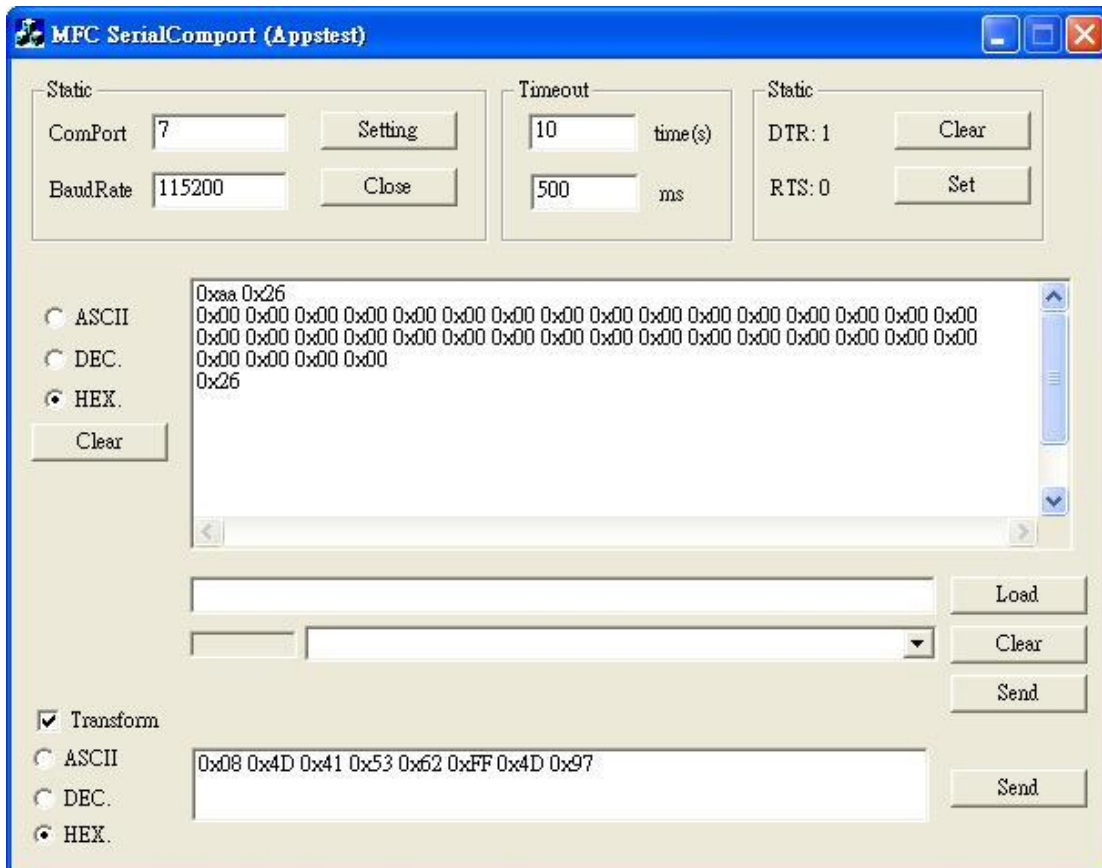 MFC SerialComport (Appstest)
Static
Timeout
Static
ComPort 7 Setting
10 time(s)
DTR: 1 Clear
BaudRate 115200 Close
500 ms
RTS: 0 Set
0xaa 0x26
0x00 0x00 0x00 0x00 0x00 0x00 0x00 0x00 0x00 0x00 0x00 0x00 0x00 0x00 0x00 0x00
0x00 0x00 0x00 0x00 0x00 0x00 0x00 0x00 0x00 0x00 0x00 0x00 0x00 0x00 0x00 0x00
0x00 0x00 0x00 0x00
0x26
ASCII
DEC.
HEX.
Clear
Load
Clear
Send
Transform
ASCII
DEC.
HEX.
0x08 0x4D 0x41 0x53 0x62 0xFF 0x4D 0x97
Send